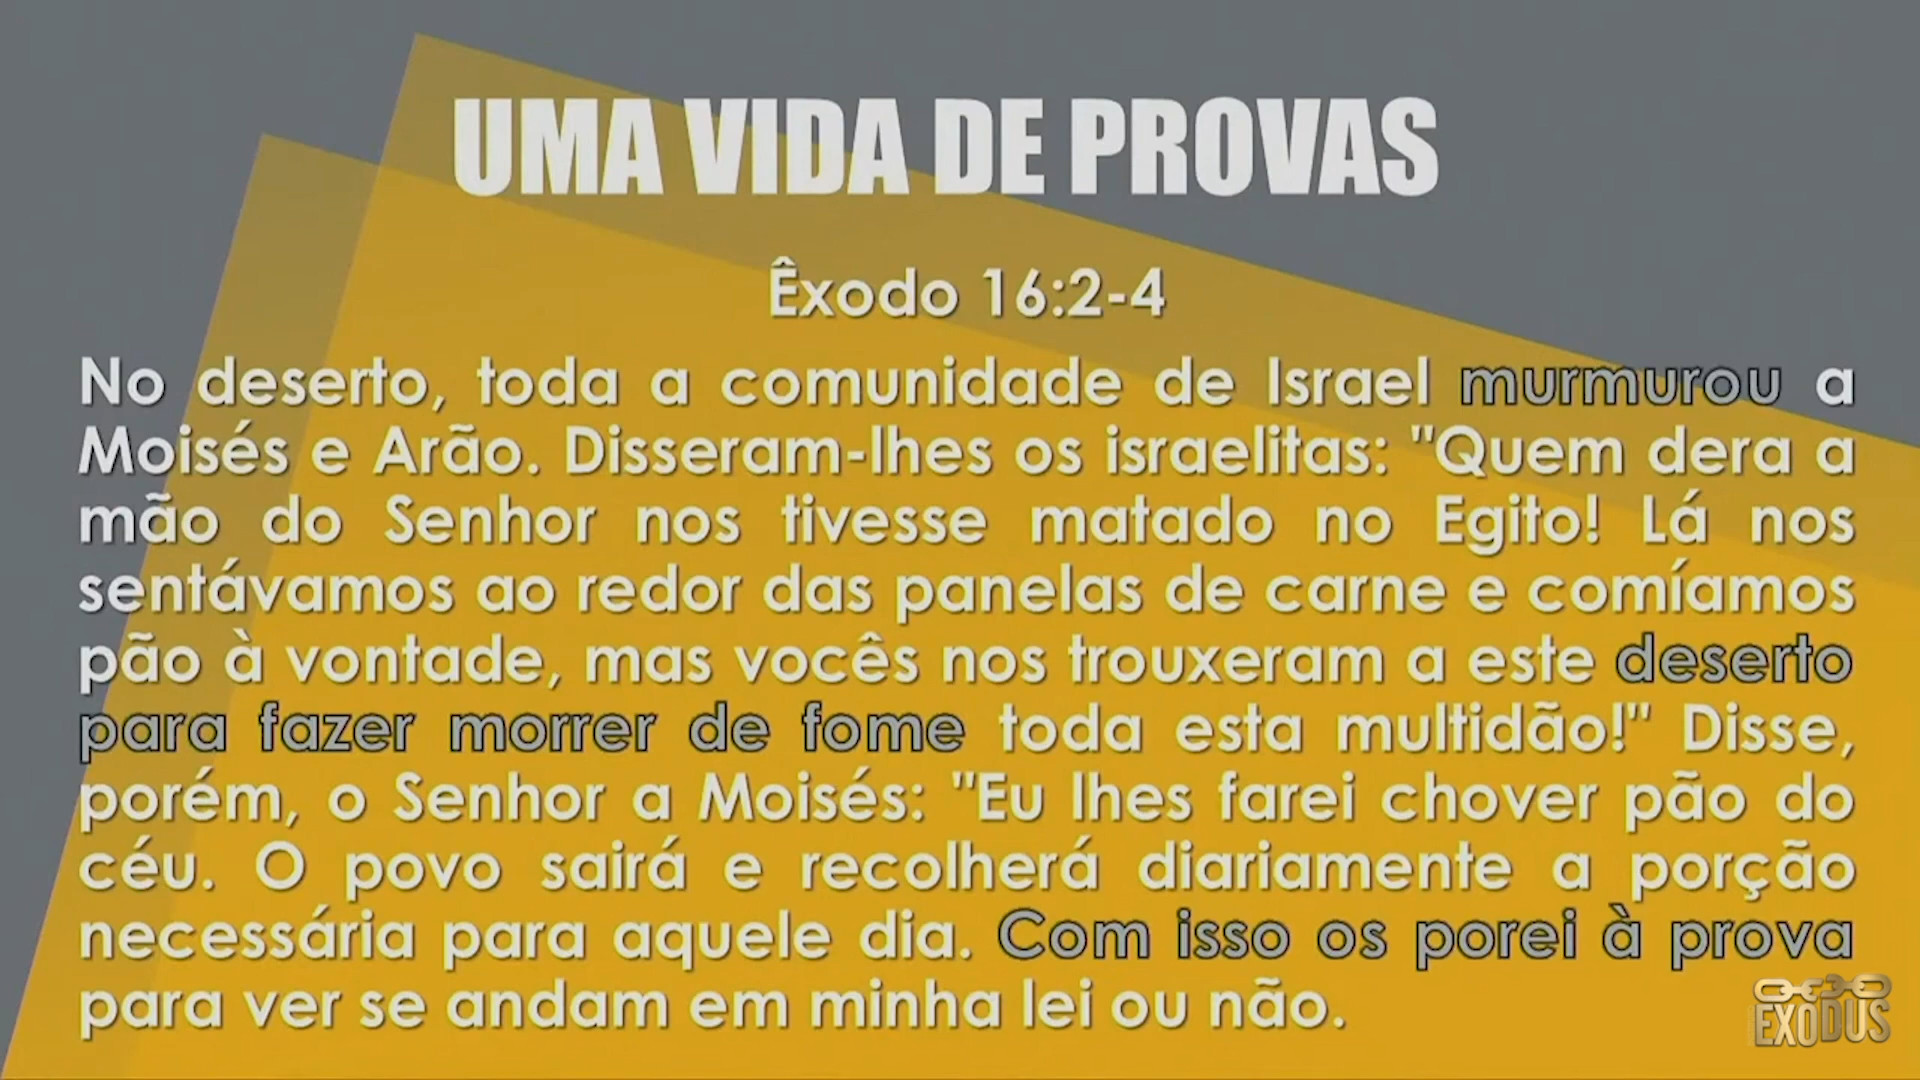 UMA VIDA DE PROVAS
Êxodo 16:2-4
No deserto, toda a comunidade de Israel murmurou a
Moisés e Arão. Disseram-lhes os israelitas: "Quem dera a
mão do Senhor nos tivesse matado no Egito! Lá nos
sentávamos ao redor das panelas de carne e comíamos
pão à vontade, mas vocês nos trouxeram a este deserto
para fazer morrer de fome toda esta multidão!" Disse,
porém, o Senhor a Moisés: "Eu lhes farei chover pão do
céu. O povo sairá e recolherá diariamente a porção
necessária para aquele dia. Com isso os porei à prova
para ver se andam em minha lei ou não.
EXODUS